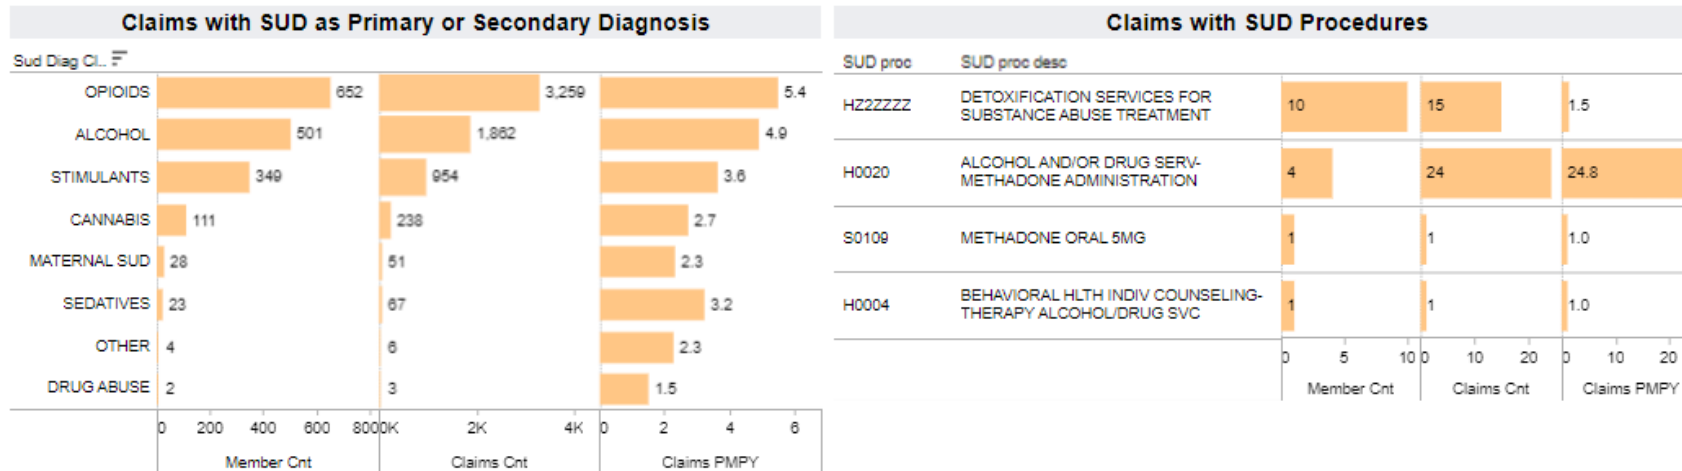 Claims with SUD as Primary or Secondary Diagnosis
Sud Diag Cl..
OPIOIDS 652 3,259 5.4
ALCOHOL 501 1,862 4.9
STIMULANTS 349 954 3.6
CANNABIS 111 238 2.7
MATERNAL SUD 28 51 2.3
SEDATIVES 23 67 3.2
OTHER 4 6 2.3
DRUG ABUSE 2 3 1.5
0 200 400 600 800 0K 2K 4K 0 2 4 6
Member Cnt Claims Cnt Claims PMPY
Claims with SUD Procedures
SUD proc SUD proc desc
HZ2ZZZZ DETOXIFICATION SERVICES FOR
SUBSTANCE ABUSE TREATMENT 10 15 1.5
H0020 ALCOHOL AND/OR DRUG SERV-
METHADONE ADMINISTRATION 4 24 24.8
S0109 METHADONE ORAL 5MG 1 1 1.0
H0004 BEHAVIORAL HLTH INDIV COUNSELING-
THERAPY ALCOHOL/DRUG SVC 1 1 1.0
0 5 10 0 10 20 0 10 20
Member Cnt Claims Cnt Claims PMPY